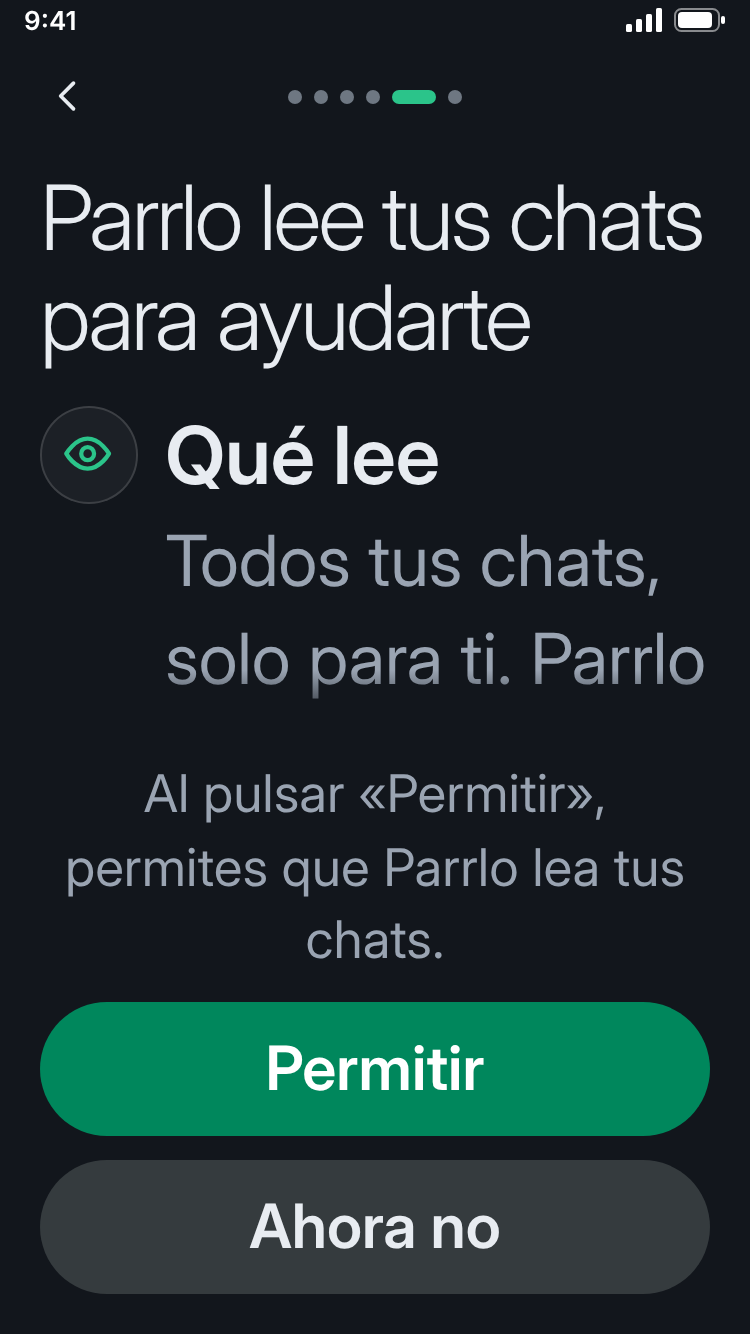 9:41
Parrlo lee tus chats
para ayudarte
Qué lee
Todos tus chats,
solo para ti. Parrlo
Al pulsar «Permitir»,
permites que Parrlo lea tus
chats.
Permitir
Ahora no